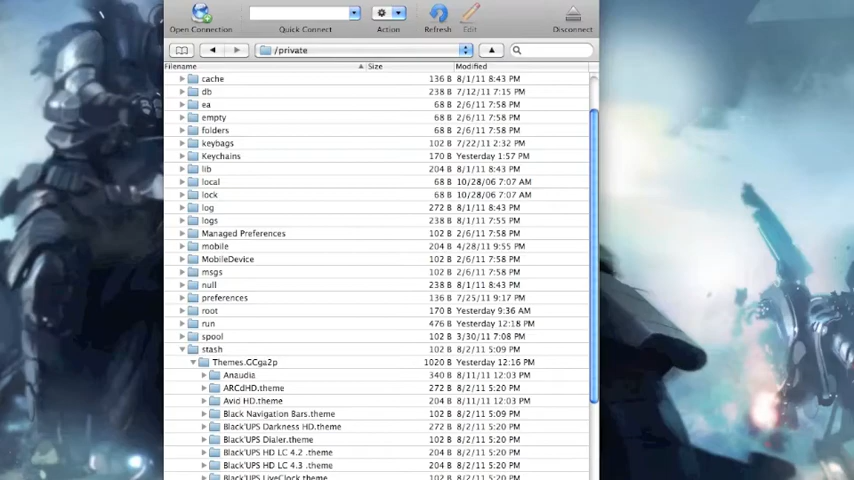 Open Connection Quick Connect Action Refresh Edit Disconnect
/private
Filename Size Modified
cache 136 B 8/1/11 8:43 PM
db 238 B 7/12/11 7:15 PM
ea 68 B 2/6/11 7:58 PM
empty 68 B 2/6/11 7:58 PM
folders 68 B 2/6/11 7:58 PM
keybags 102 B 7/22/11 2:32 PM
Keychains 170 B Yesterday 1:57 PM
lib 204 B 8/1/11 8:43 PM
local 68 B 10/28/06 7:07 AM
lock 68 B 10/28/06 7:07 AM
log 272 B 8/1/11 8:43 PM
logs 238 B 8/1/11 7:55 PM
Managed Preferences 102 B 2/6/11 7:58 PM
mobile 204 B 4/28/11 9:55 PM
MobileDevice 102 B 2/6/11 7:58 PM
msgs 102 B 2/6/11 7:58 PM
null 238 B 8/1/11 8:43 PM
preferences 136 B 7/25/11 9:17 PM
root 170 B Yesterday 9:36 AM
run 476 B Yesterday 12:18 PM
spool 102 B 3/30/11 7:08 PM
stash 102 B 8/2/11 5:09 PM
Themes.GCga2p 1020 B Yesterday 12:16 PM
Anaudia 340 B 8/11/11 12:03 PM
ARCdHD.theme 272 B 8/2/11 5:20 PM
Avid HD.theme 204 B 8/11/11 12:03 PM
Black Navigation Bars.theme 102 B 8/2/11 5:09 PM
Black'UPS Darkness HD.theme 272 B 8/2/11 5:20 PM
Black'UPS Dialer.theme 102 B 8/2/11 5:20 PM
Black'UPS HD LC 4.2 .theme 204 B 8/2/11 5:20 PM
Black'UPS HD LC 4.3 .theme 204 B 8/2/11 5:20 PM
Black'UPS LiveClock.theme 102 B 8/2/11 5:20 PM